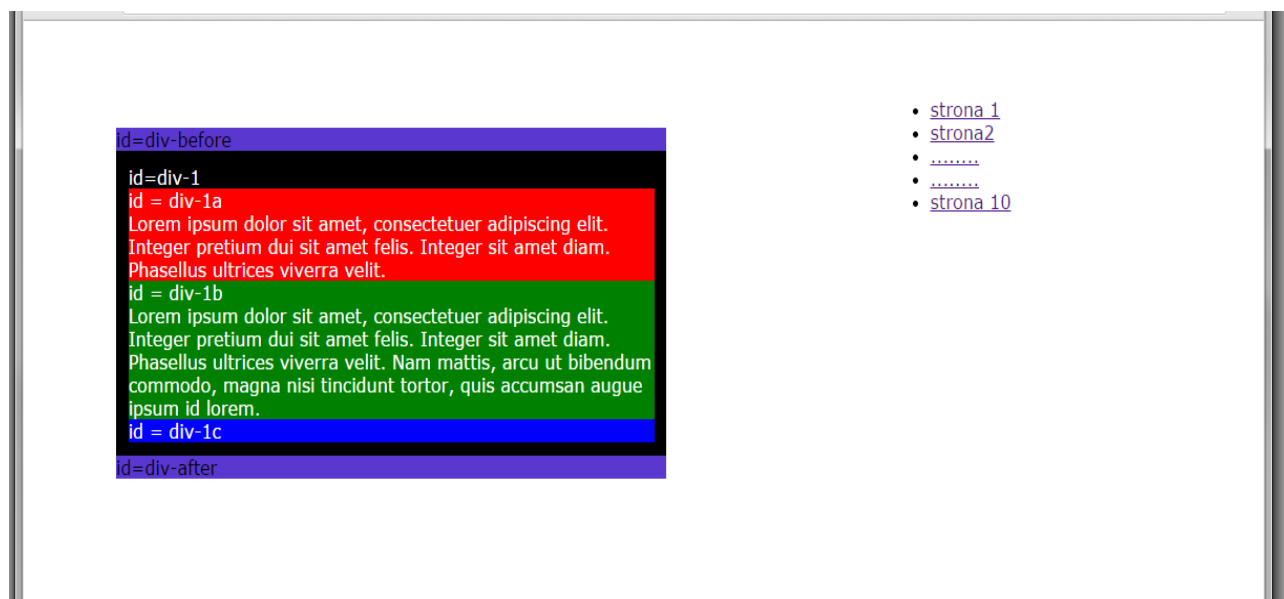 id=div-before
id=div-1
id = div-1a
Lorem ipsum dolor sit amet, consectetuer adipiscing elit.
Integer pretium dui sit amet felis. Integer sit amet diam.
Phasellus ultrices viverra velit.
id = div-1b
Lorem ipsum dolor sit amet, consectetuer adipiscing elit.
Integer pretium dui sit amet felis. Integer sit amet diam.
Phasellus ultrices viverra velit. Nam mattis, arcu ut bibendum
commodo, magna nisi tincidunt tortor, quis accumsan augue
ipsum id lorem.
id = div-1c
id=div-after
• strona 1
• strona2
• ........
• ........
• strona 10